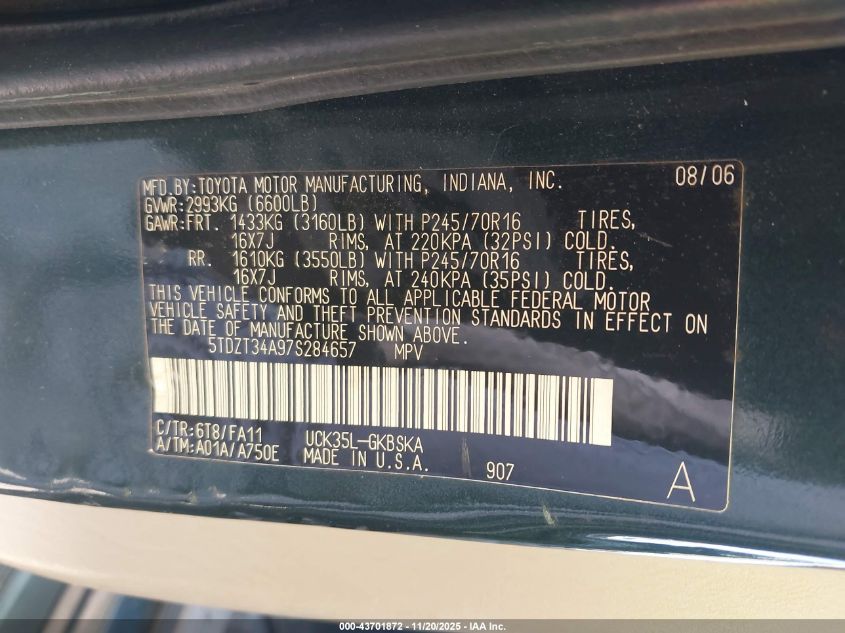 MFD.BY:TOYOTA MOTOR MANUFACTURING, INDIANA, INC. 08/06
GVWR:2993KG (6600LB)
GAWR:FRT. 1433KG (3160LB) WITH P245/70R16 TIRES,
16X7J RIMS, AT 220KPA (32PSI) COLD.
RR. 1610KG (3550LB) WITH P245/70R16 TIRES,
16X7J RIMS, AT 240KPA (35PSI) COLD.
THIS VEHICLE CONFORMS TO ALL APPLICABLE FEDERAL MOTOR
VEHICLE SAFETY AND THEFT PREVENTION STANDARDS IN EFFECT ON
THE DATE OF MANUFACTURE SHOWN ABOVE.
5TDZT34A97S284657 MPV
C/TR:6T8/FA11 UCK35L-GKBSKA
A/TM:A01A/A750E MADE IN U.S.A. 907 A
000-43701872 - 11/20/2025 - IAA Inc.